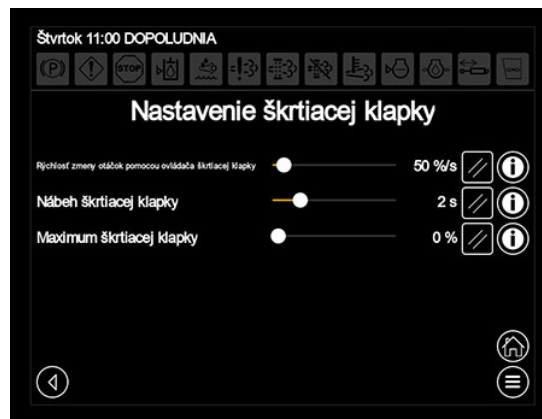 Štvrtok 11:00 DOPOLUDNIA
STOP
Nastavenie škrtiacej klapky
Rýchlosť zmeny otáčok pomocou ovládača škrtiacej klapky 50 %/s
Nábeh škrtiacej klapky 2 s
Maximum škrtiacej klapky 0 %